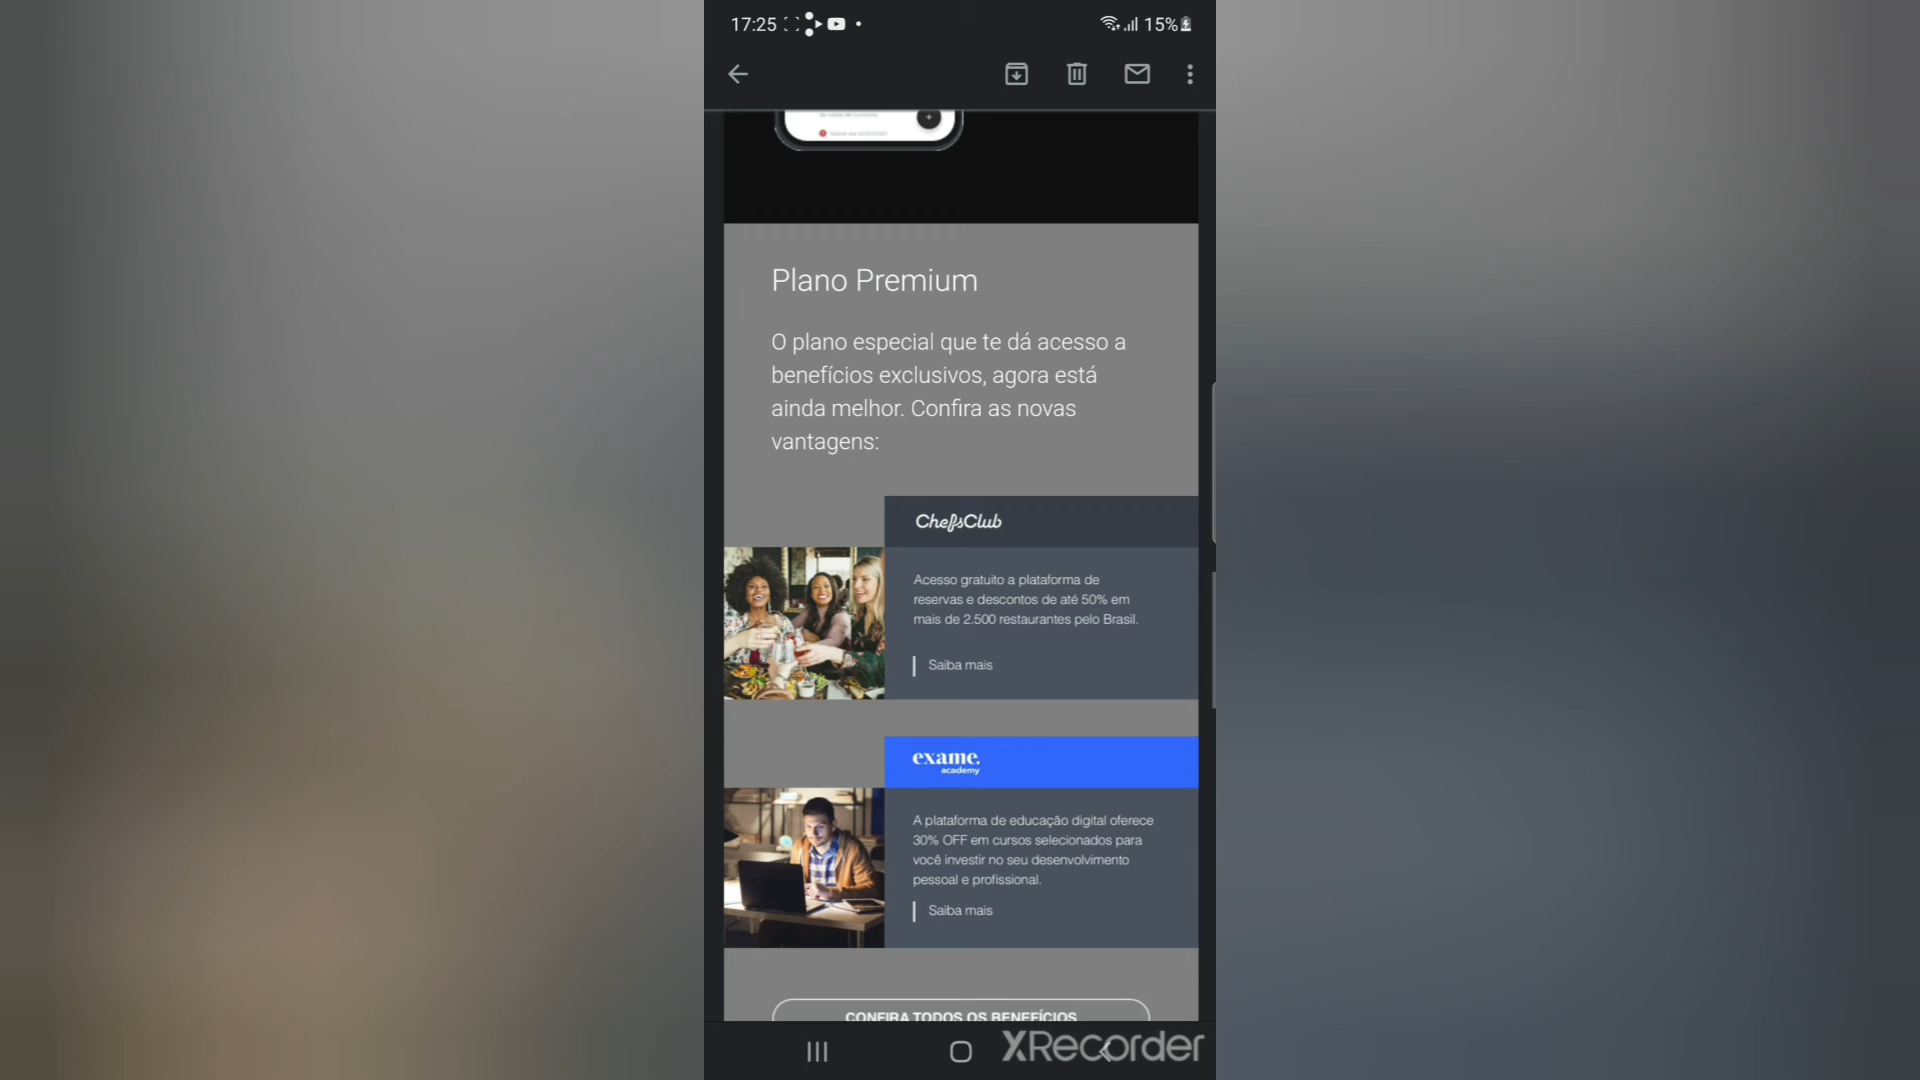 17:25
15%
Plano Premium
O plano especial que te dá acesso a
benefícios exclusivos, agora está
ainda melhor. Confira as novas
vantagens:
ChefsClub
Acesso gratuito a plataforma de
reservas e descontos de até 50% em
mais de 2.500 restaurantes pelo Brasil.
Saiba mais
exame.
academy
A plataforma de educação digital oferece
30% OFF em cursos selecionados para
você investir no seu desenvolvimento
pessoal e profissional.
Saiba mais
CONFIRA TODOS OS BENEFÍCIOS
XRecorder